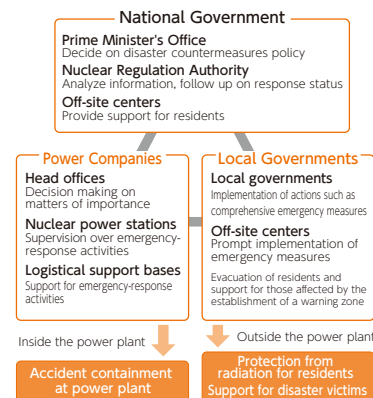 National Government
Prime Minister's Office
Decide on disaster countermeasures policy
Nuclear Regulation Authority
Analyze information, follow up on response status
Off-site centers
Provide support for residents
Power Companies
Head offices
Decision making on
matters of importance
Nuclear power stations
Supervision over emergency-
response activities
Logistical support bases
Support for emergency-response
activities
Local Governments
Local governments
Implementation of actions such as
comprehensive emergency measures
Off-site centers
Prompt implementation of
emergency measures
Evacuation of residents and
support for those affected by the
establishment of a warning zone
Inside the power plant
Outside the power plant
Accident containment
at power plant
Protection from
radiation for residents
Support for disaster victims